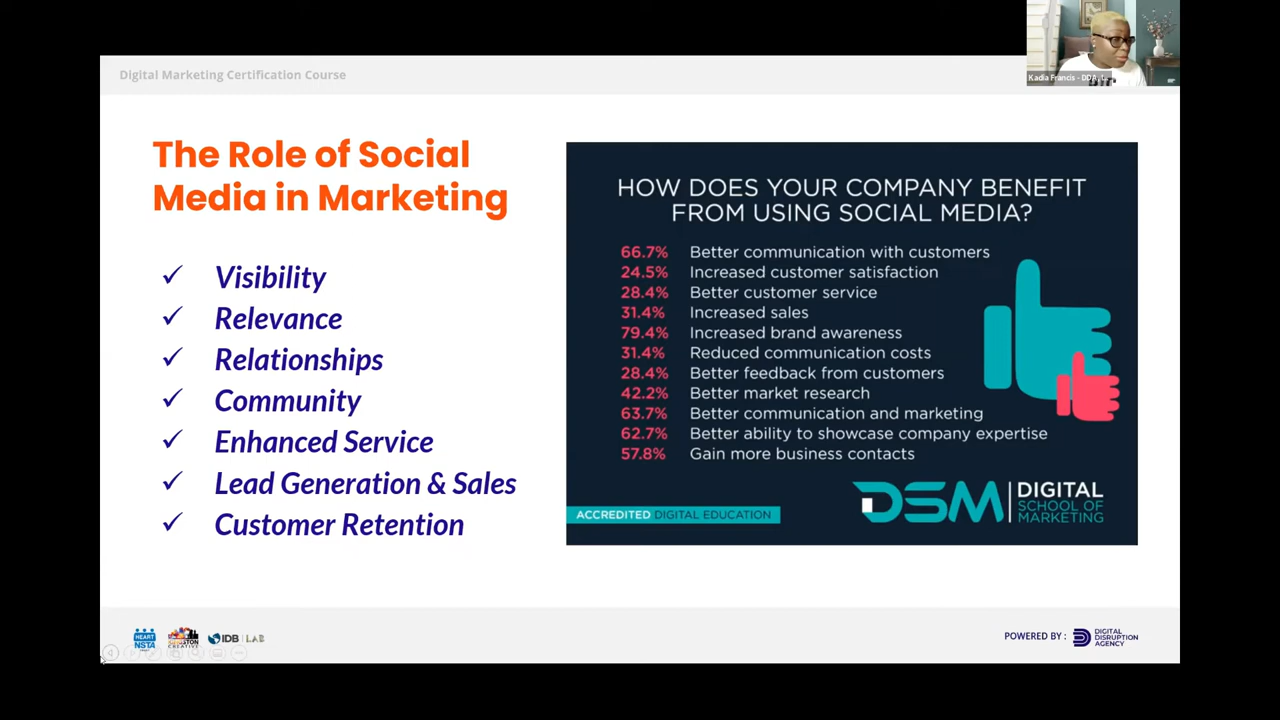 Digital Marketing Certification Course
Kadia Francis - DDA,
The Role of Social
Media in Marketing
✓ Visibility
✓ Relevance
✓ Relationships
✓ Community
✓ Enhanced Service
✓ Lead Generation & Sales
✓ Customer Retention
HOW DOES YOUR COMPANY BENEFIT
FROM USING SOCIAL MEDIA?
66.7% Better communication with customers
24.5% Increased customer satisfaction
28.4% Better customer service
31.4% Increased sales
79.4% Increased brand awareness
31.4% Reduced communication costs
28.4% Better feedback from customers
42.2% Better market research
63.7% Better communication and marketing
62.7% Better ability to showcase company expertise
57.8% Gain more business contacts
ACCREDITED DIGITAL EDUCATION
DSM DIGITAL
SCHOOL OF
MARKETING
HEART
NSTA
IDB LAB
POWERED BY :
DIGITAL
DISRUPTION
AGENCY